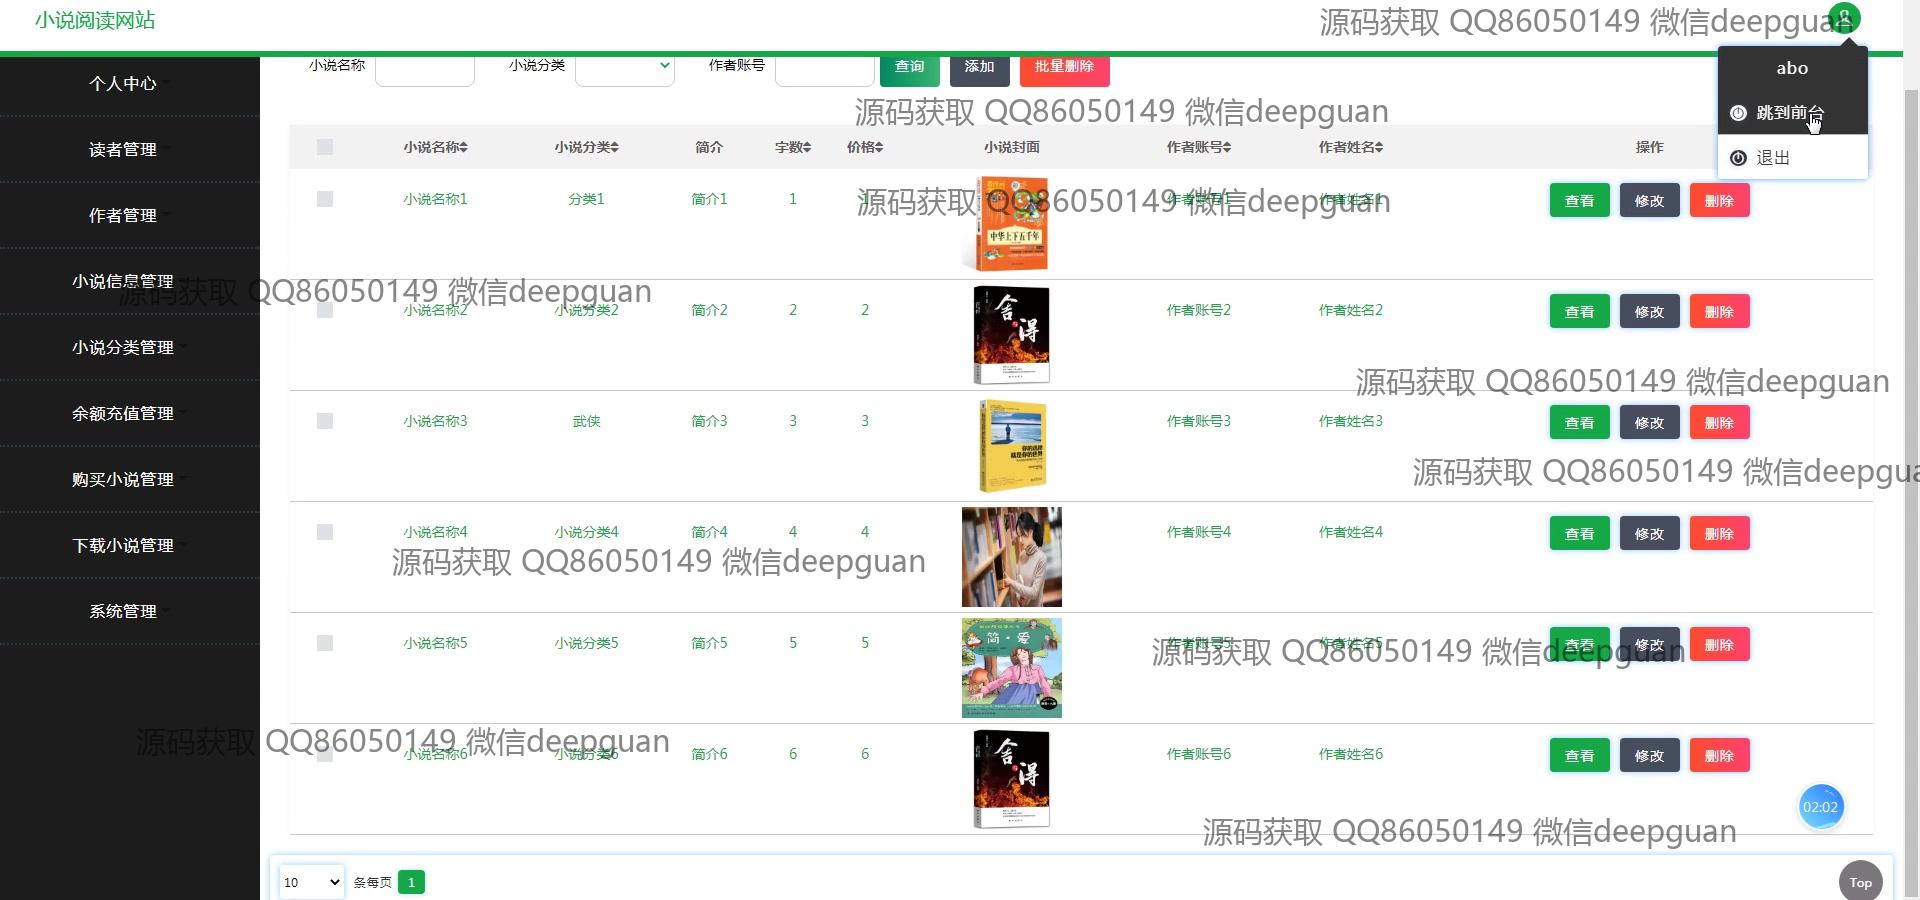 小说阅读网站
源码获取 QQ86050149 微信deepguan
abo
跳到前台
退出
个人中心
读者管理
作者管理
小说信息管理
小说分类管理
余额充值管理
购买小说管理
下载小说管理
系统管理
小说名称 小说分类 作者账号 查询 添加 批量删除
源码获取 QQ86050149 微信deepguan
小说名称 小说分类 简介 字数 价格 小说封面 作者账号 作者姓名 操作
小说名称1 分类1 简介1 1 1 作者账号1 作者姓名1 查看 修改 删除
中华上下五千年
源码获取 QQ86050149 微信deepguan
源码获取 QQ86050149 微信deepguan
小说名称2 小说分类2 简介2 2 2 作者账号2 作者姓名2 查看 修改 删除
舍得
源码获取 QQ86050149 微信deepguan
小说名称3 武侠 简介3 3 3 作者账号3 作者姓名3 查看 修改 删除
你的选择
就是你的世界
源码获取 QQ86050149 微信deepgua
小说名称4 小说分类4 简介4 4 4 作者账号4 作者姓名4 查看 修改 删除
源码获取 QQ86050149 微信deepguan
小说名称5 小说分类5 简介5 5 5 作者账号5 作者姓名5 查看 修改 删除
简·爱
源码获取 QQ86050149 微信deepguan
源码获取 QQ86050149 微信deepguan
小说名称6 小说分类6 简介6 6 6 作者账号6 作者姓名6 查看 修改 删除
舍得
02:02
源码获取 QQ86050149 微信deepguan
10 条每页 1
Top